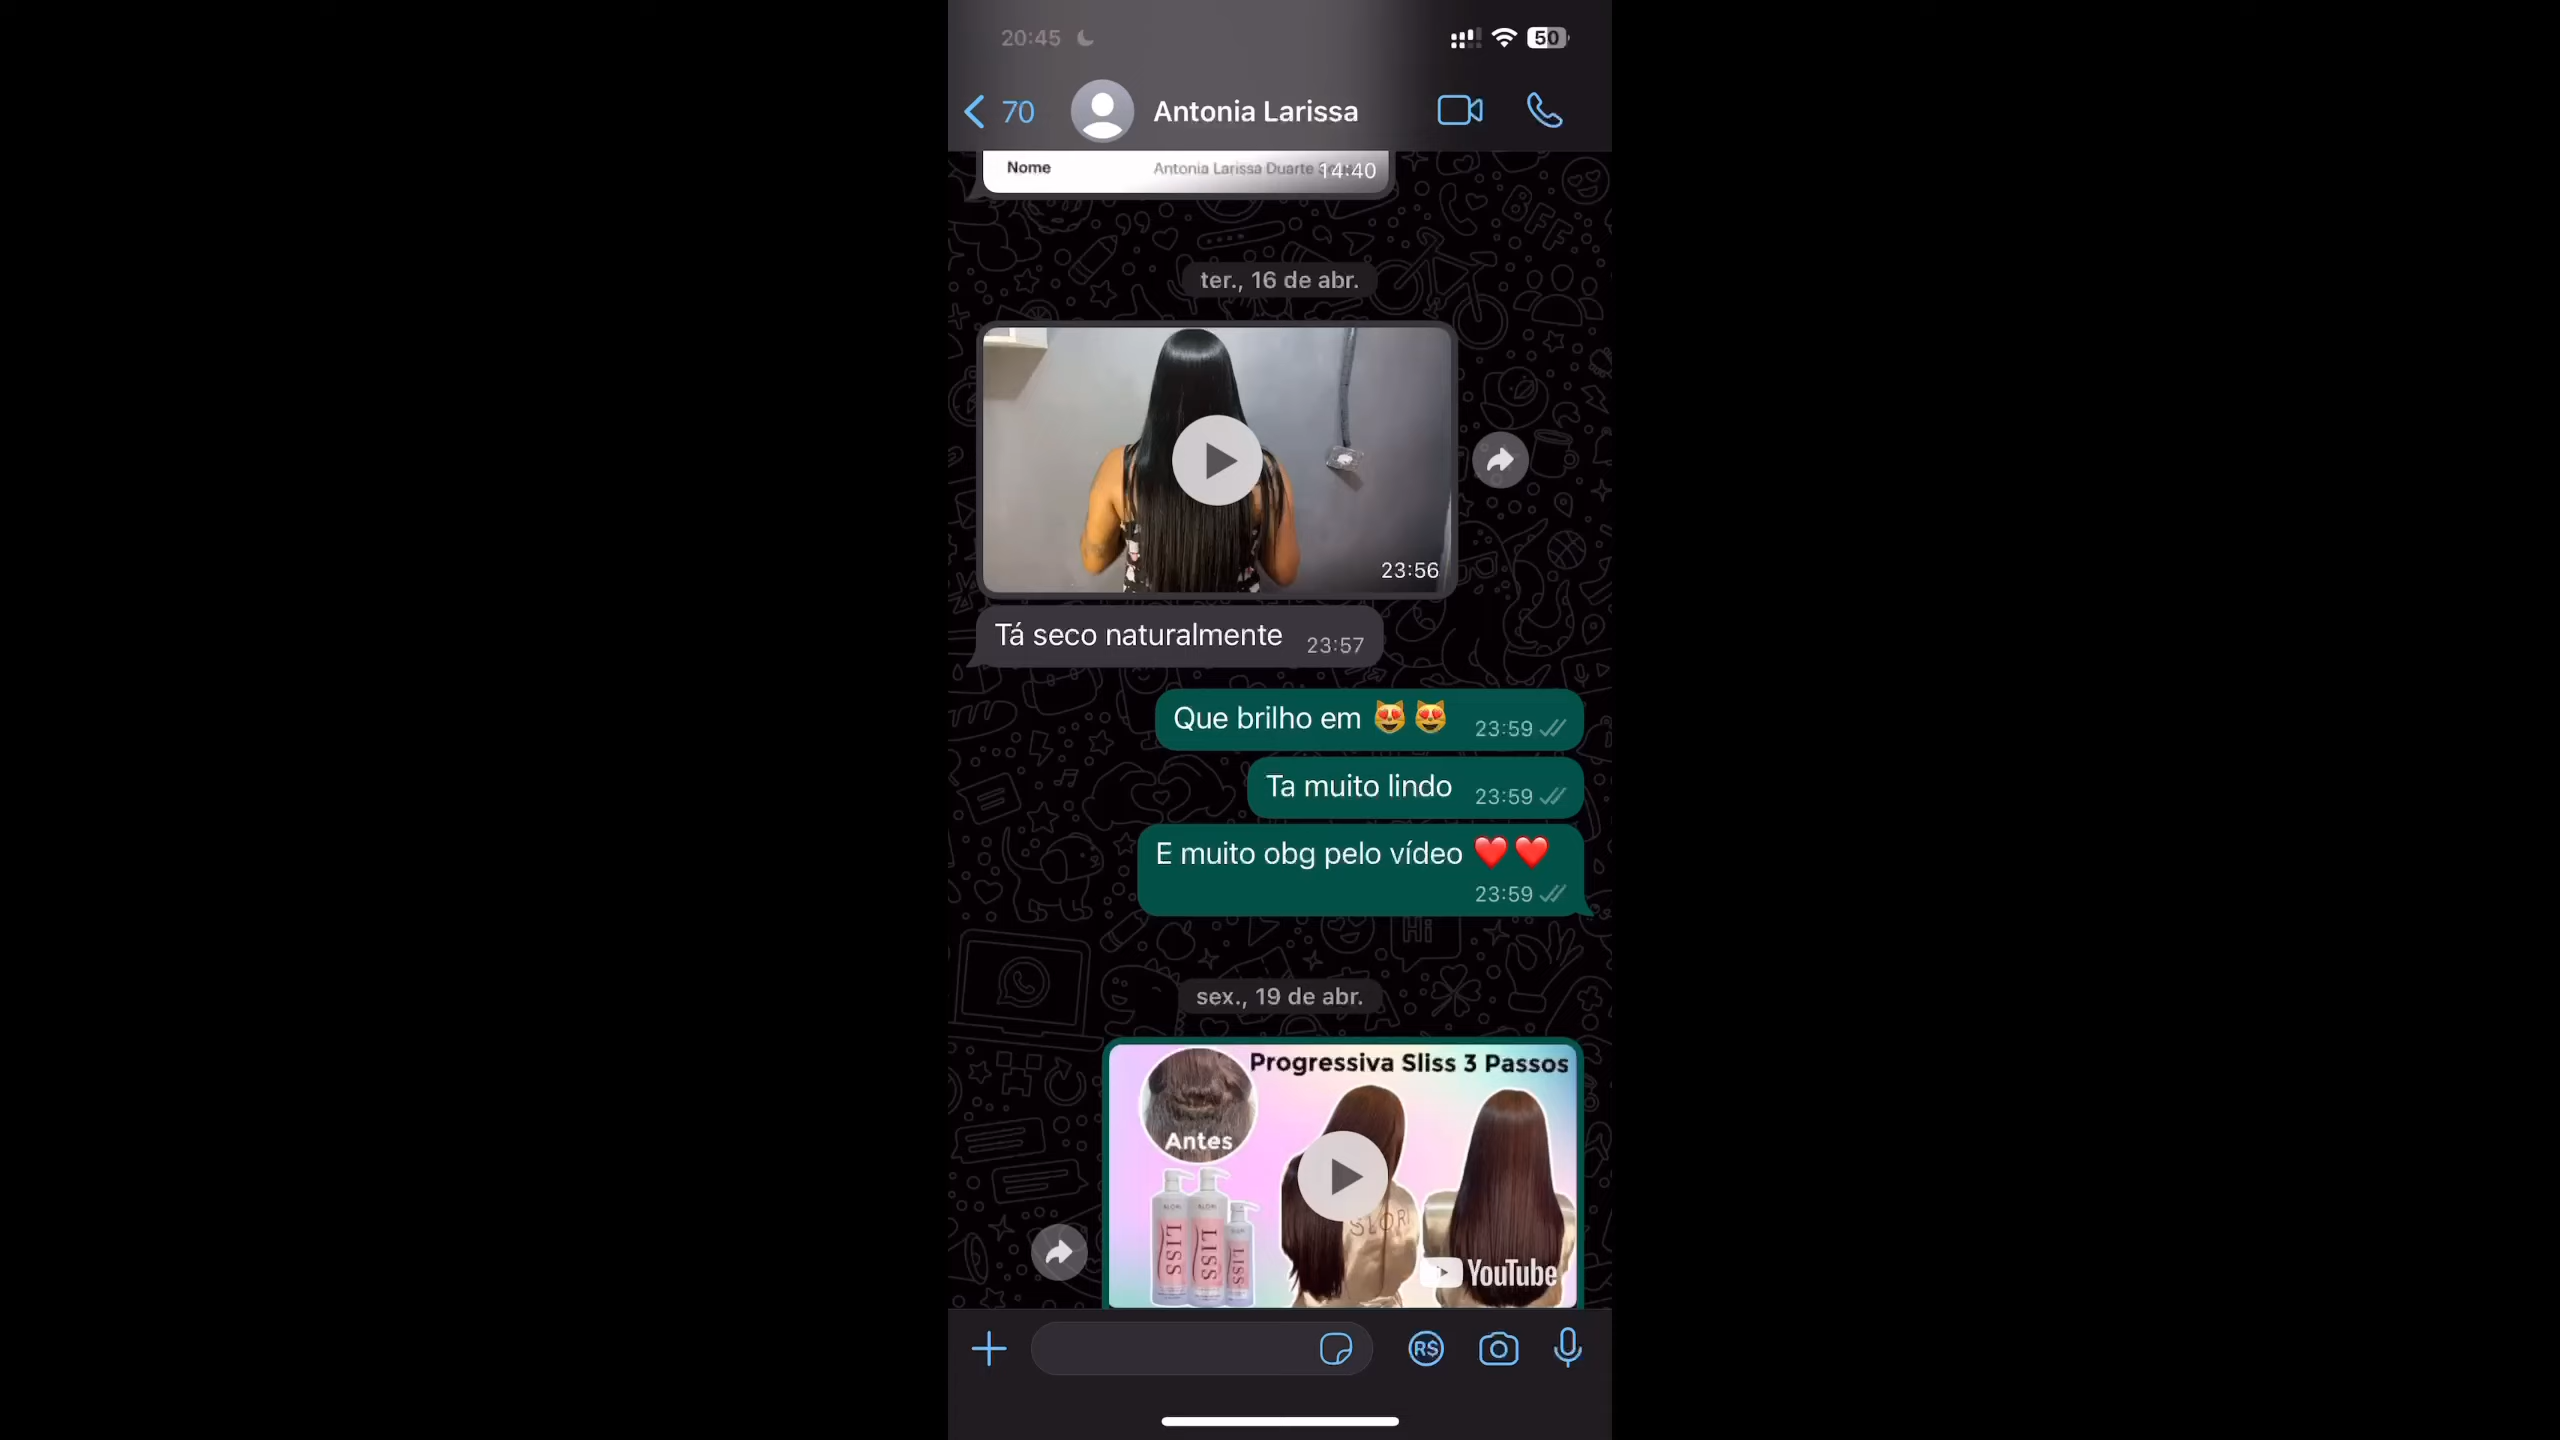 20:45
50
70
Antonia Larissa
Nome
Antonia Larissa Duarte
14:40
ter., 16 de abr.
23:56
Tá seco naturalmente
23:57
Que brilho em 😻😻
23:59
Ta muito lindo
23:59
E muito obg pelo vídeo ❤️❤️
23:59
sex., 19 de abr.
Progressiva Sliss 3 Passos
Antes
LISS
LISS
LISS
YouTube
R$